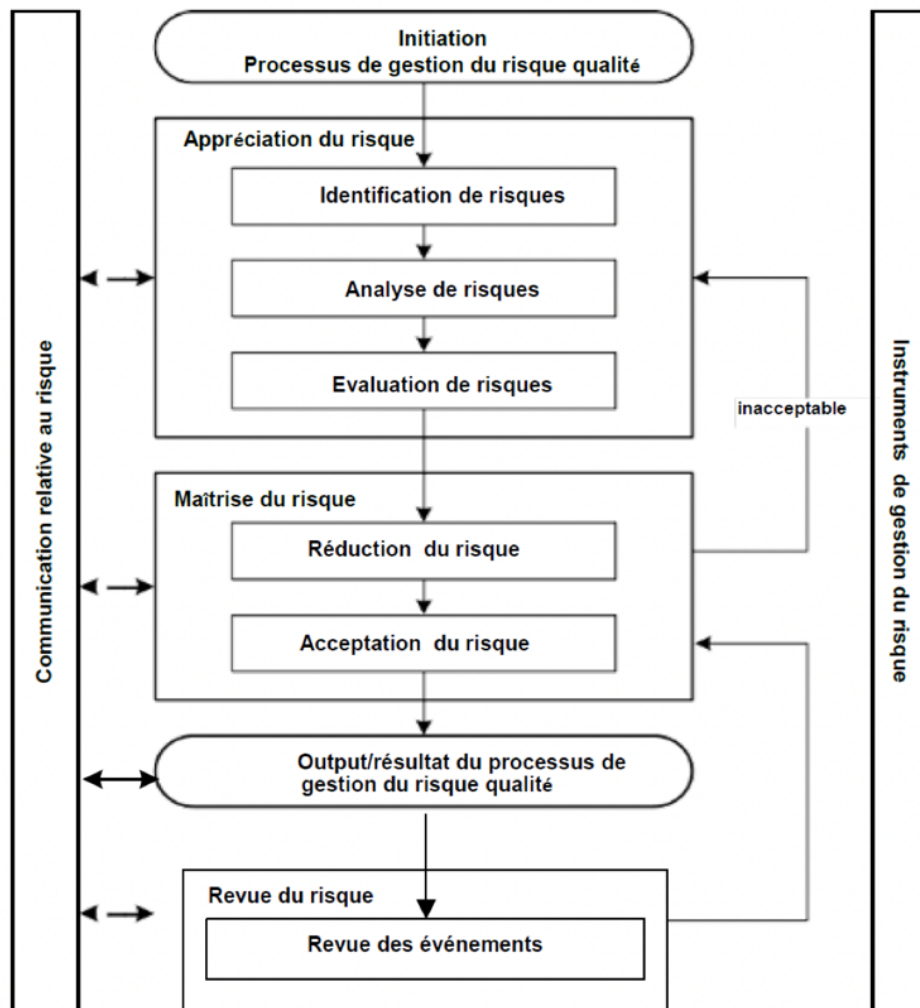 Initiation
Processus de gestion du risque qualité
Appréciation du risque
Identification de risques
Analyse de risques
Evaluation de risques
inacceptable
Maîtrise du risque
Réduction du risque
Acceptation du risque
Output/résultat du processus de
gestion du risque qualité
Revue du risque
Revue des événements
Communication relative au risque
Instruments de gestion du risque